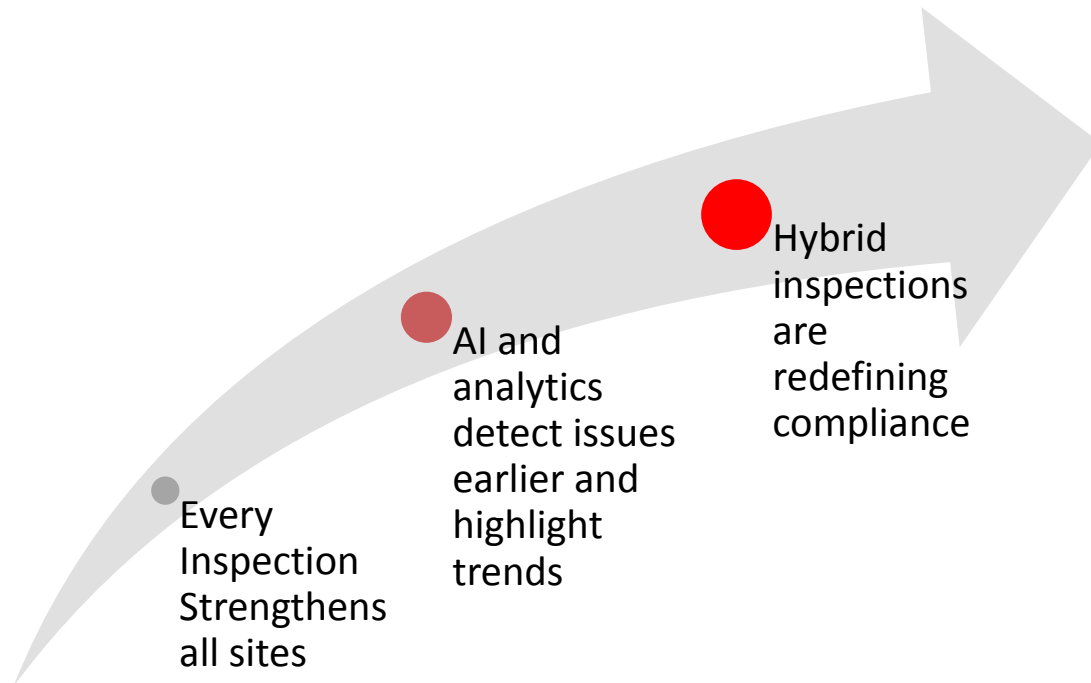 Every
Inspection
Strengthens
all sites
AI and
analytics
detect issues
earlier and
highlight
trends
Hybrid
inspections
are
redefining
compliance